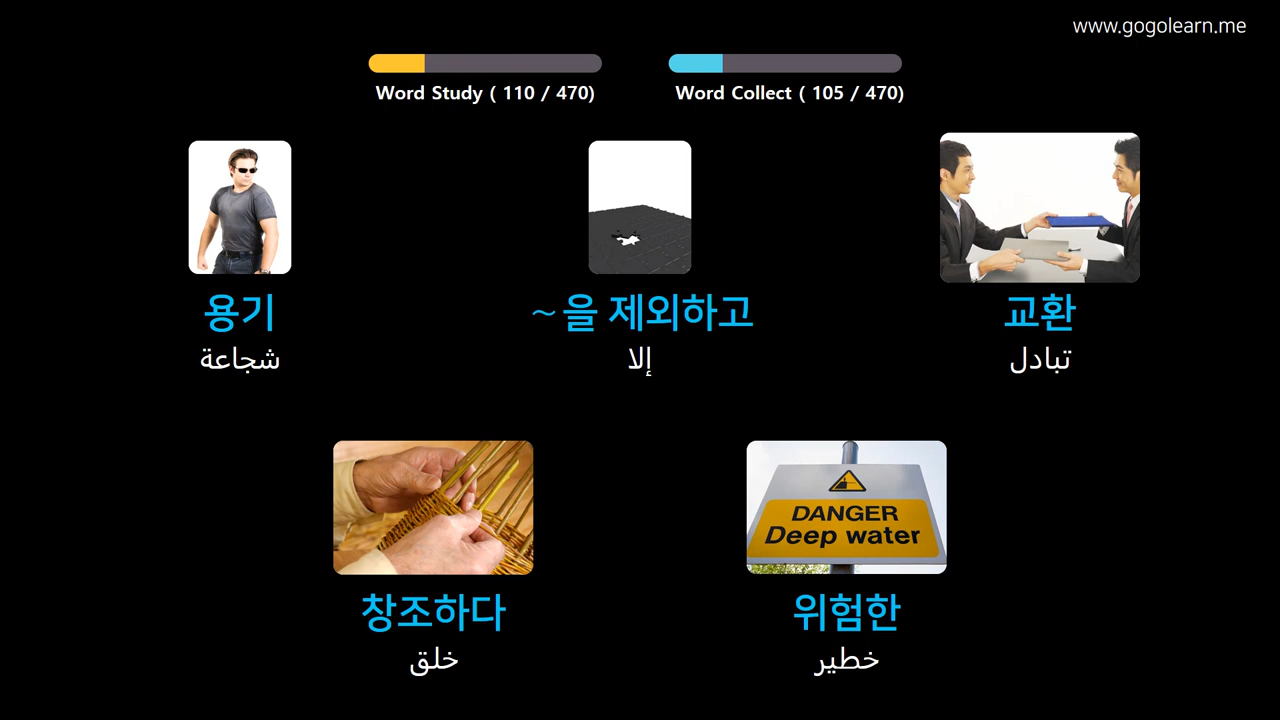 www.gogolearn.me
Word Study ( 110 / 470)
Word Collect ( 105 / 470)
용기
شجاعة
~을 제외하고
إلا
교환
تبادل
DANGER
Deep water
창조하다
خلق
위험한
خطير